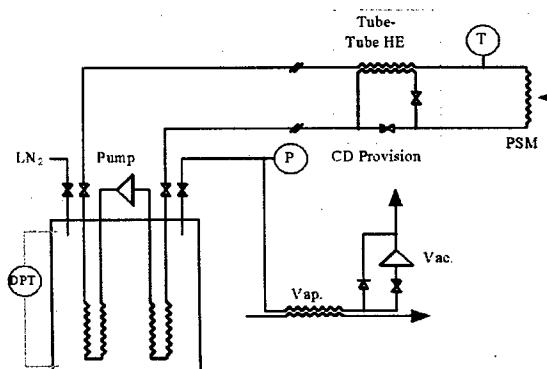 Tube-
Tube HE
T
LN₂
Pump
P
CD Provision
PSM
DPT
Vac.
Vap.